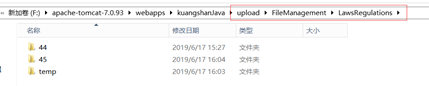 新加卷 (F:) ▸ apache-tomcat-7.0.93 ▸ webapps ▸ kuangshanJava ▸ upload ▸ FileManagement ▸ LawsRegulations ▸
名称 修改日期 类型 大小
44 2019/6/17 15:27 文件夹
45 2019/6/17 16:04 文件夹
temp 2019/6/17 16:03 文件夹